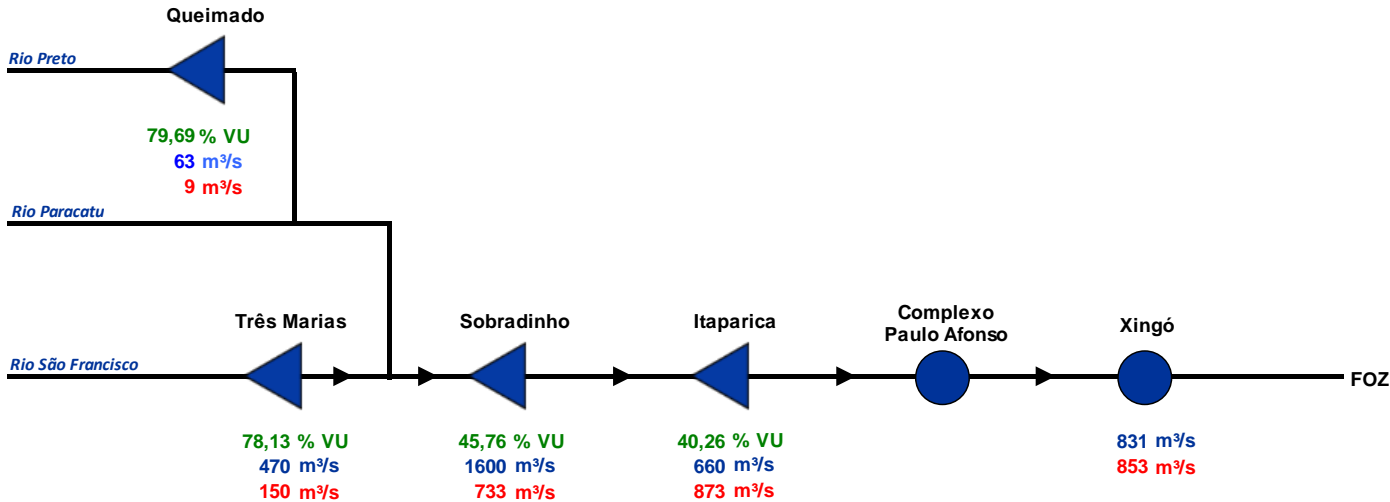 Queimado
Rio Preto
79,69 % VU
63 m³/s
9 m³/s
Rio Paracatu
Três Marias
Sobradinho
Itaparica
Complexo
Paulo Afonso
Xingó
Rio São Francisco
FOZ
78,13 % VU
470 m³/s
150 m³/s
45,76 % VU
1600 m³/s
733 m³/s
40,26 % VU
660 m³/s
873 m³/s
831 m³/s
853 m³/s